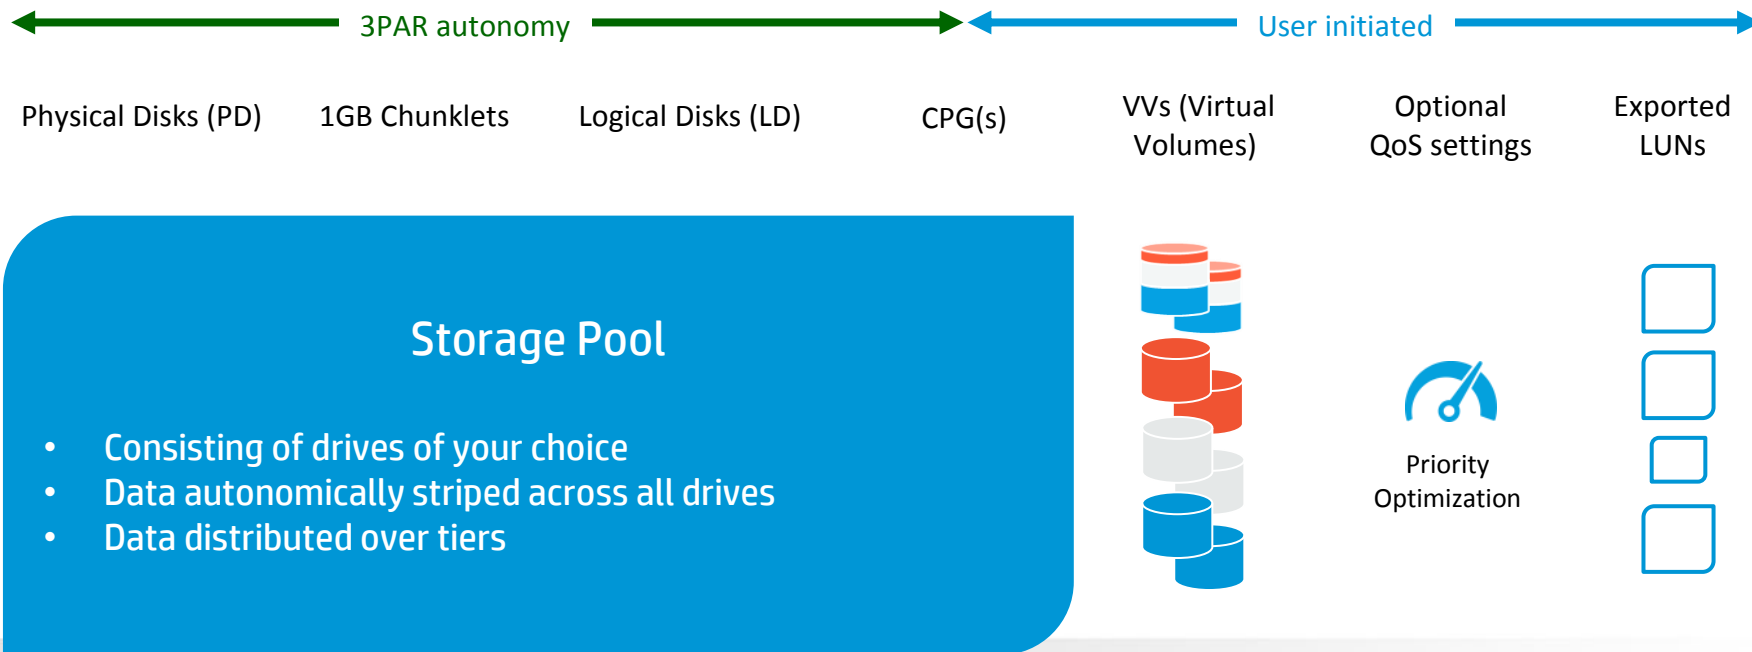 3PAR autonomy
User initiated
Physical Disks (PD)
1GB Chunklets
Logical Disks (LD)
CPG(s)
VVs (Virtual
Volumes)
Optional
QoS settings
Exported
LUNs
Storage Pool
• Consisting of drives of your choice
• Data autonomically striped across all drives
• Data distributed over tiers
Priority
Optimization